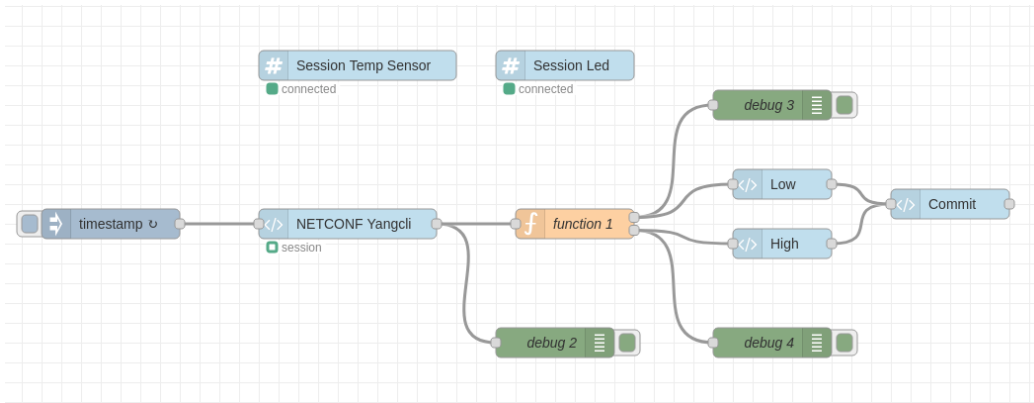 Session Temp Sensor
connected
Session Led
connected
debug 3
Low
Commit
timestamp ↻
NETCONF Yangcli
session
function 1
High
debug 2
debug 4